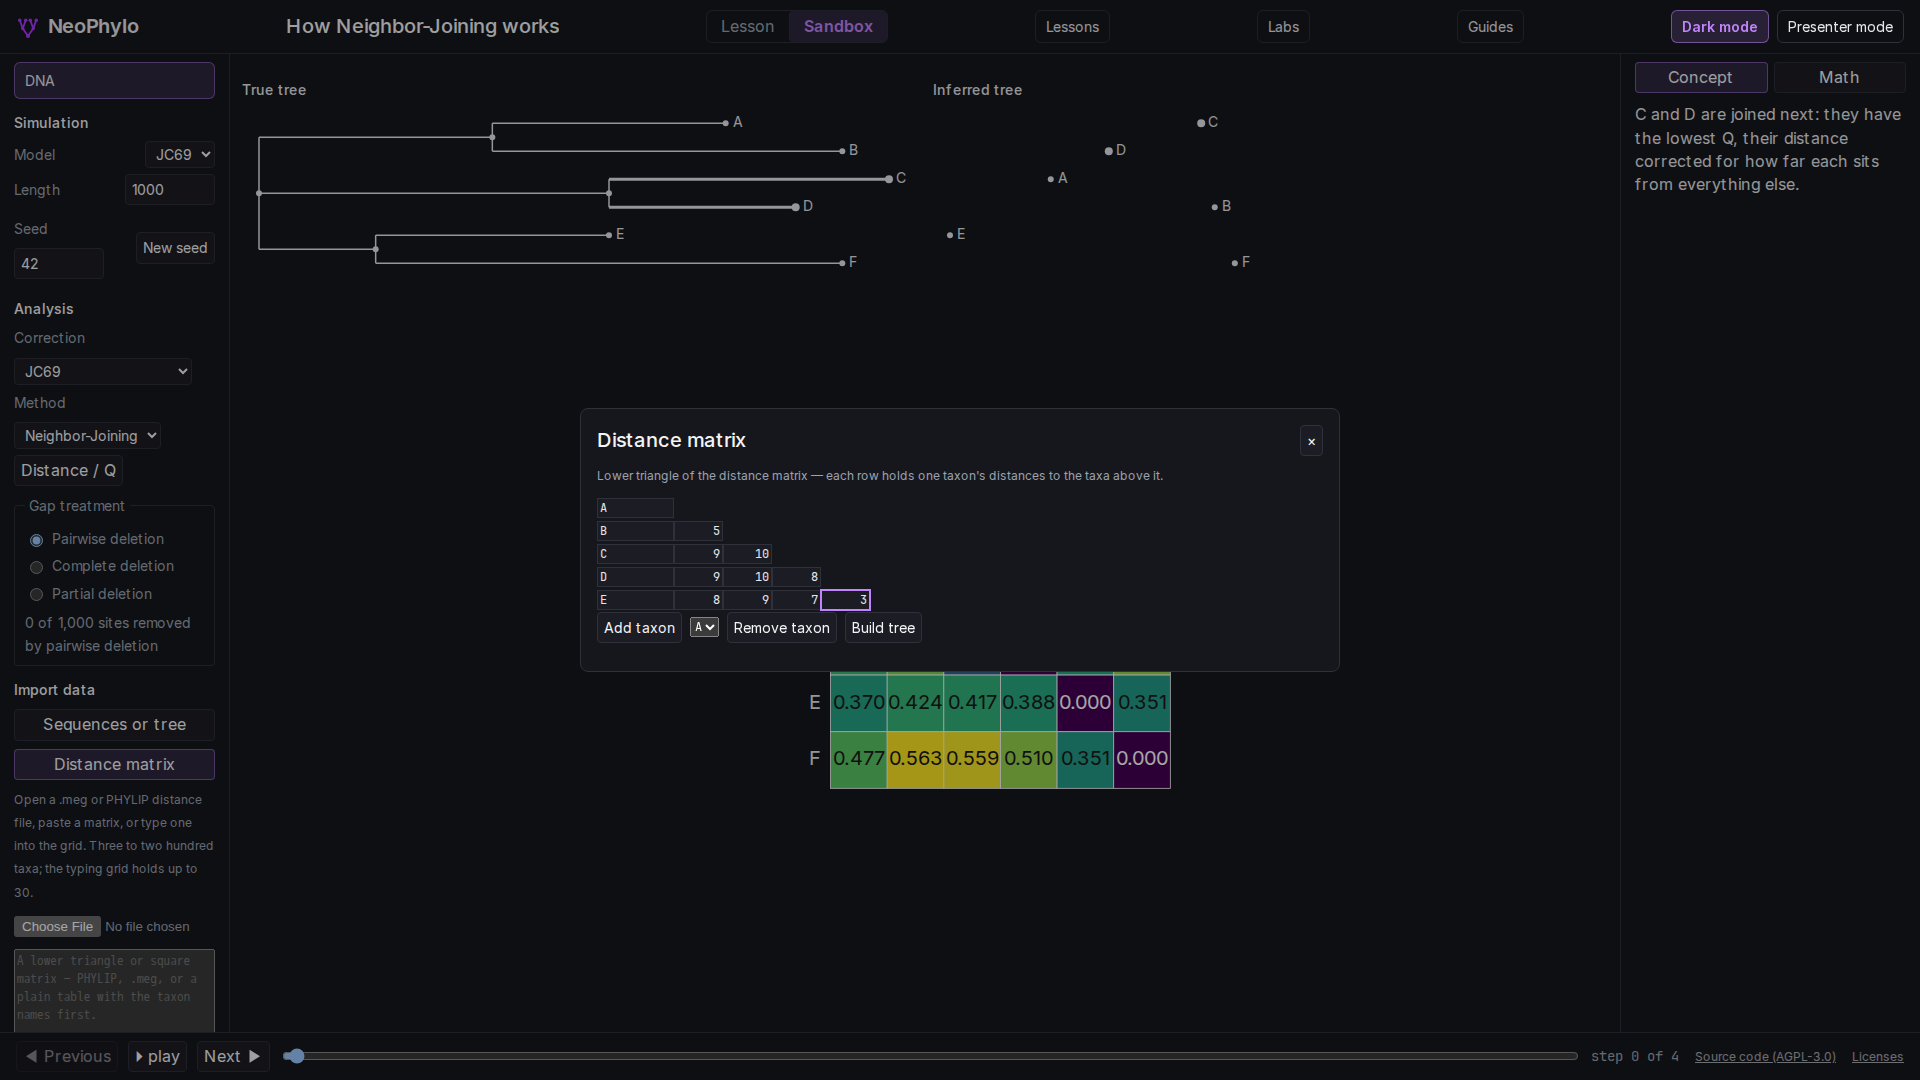 NeoPhylo
How Neighbor-Joining works
Lesson Sandbox
Lessons
Labs
Guides
Dark mode
Presenter mode
DNA
Simulation
Model JC69
Length 1000
Seed
42 New seed
Analysis
Correction
JC69
Method
Neighbor-Joining
Distance / Q
Gap treatment
Pairwise deletion
Complete deletion
Partial deletion
0 of 1,000 sites removed
by pairwise deletion
Import data
Sequences or tree
Distance matrix
Open a .meg or PHYLIP distance
file, paste a matrix, or type one
into the grid. Three to two hundred
taxa; the typing grid holds up to
30.
Choose File No file chosen
A lower triangle or square
matrix — PHYLIP, .meg, or a
plain table with the taxon
names first.
True tree
A
B
C
D
E
F
Inferred tree
C
D
A
B
E
F
Distance matrix
×
Lower triangle of the distance matrix — each row holds one taxon's distances to the taxa above it.
A
B 5
C 9 10
D 9 10 8
E 8 9 7 3
Add taxon A Remove taxon Build tree
E 0.370 0.424 0.417 0.388 0.000 0.351
F 0.477 0.563 0.559 0.510 0.351 0.000
Concept Math
C and D are joined next: they have
the lowest Q, their distance
corrected for how far each sits
from everything else.
◀ Previous
play
Next ▶
step 0 of 4
Source code (AGPL-3.0)
Licenses